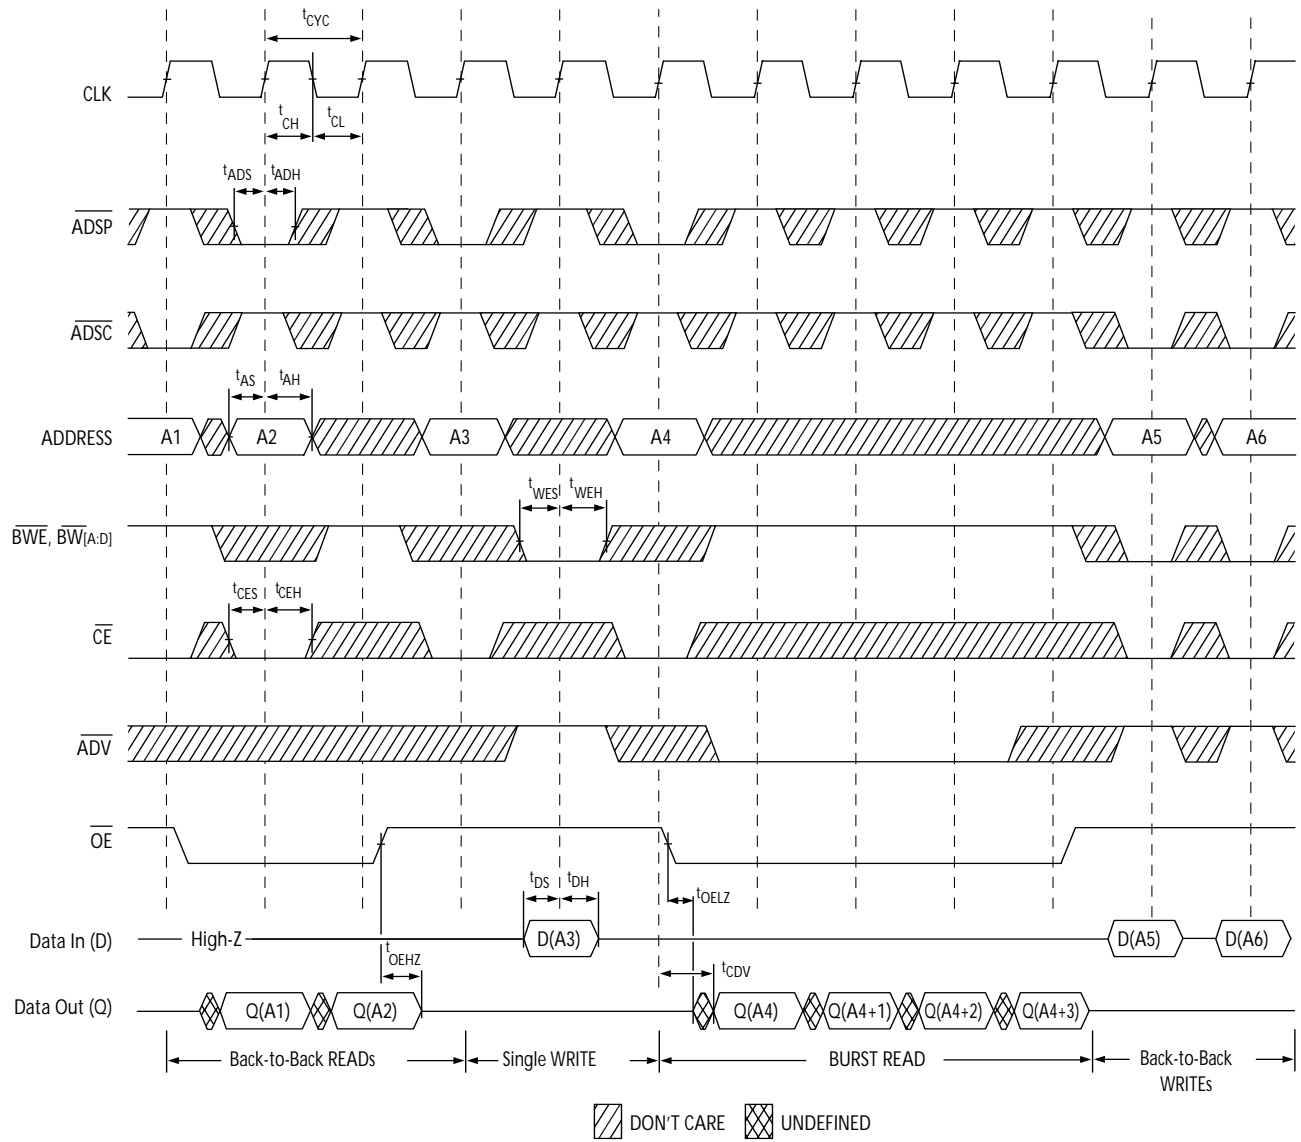 tCYC
CLK
tCH
tCL
tADS
tADH
ADSP
ADSC
tAS
tAH
ADDRESS
A1
A2
A3
A4
A5
A6
tWES
tWEH
BWE, BW[A:D]
tCES
tCEH
CE
ADV
OE
tDS
tDH
tOELZ
Data In (D)
High-Z
D(A3)
D(A5)
D(A6)
tOEHZ
tCDV
Data Out (Q)
Q(A1)
Q(A2)
Q(A4)
Q(A4+1)
Q(A4+2)
Q(A4+3)
Back-to-Back READs
Single WRITE
BURST READ
Back-to-Back
WRITEs
DON'T CARE
UNDEFINED